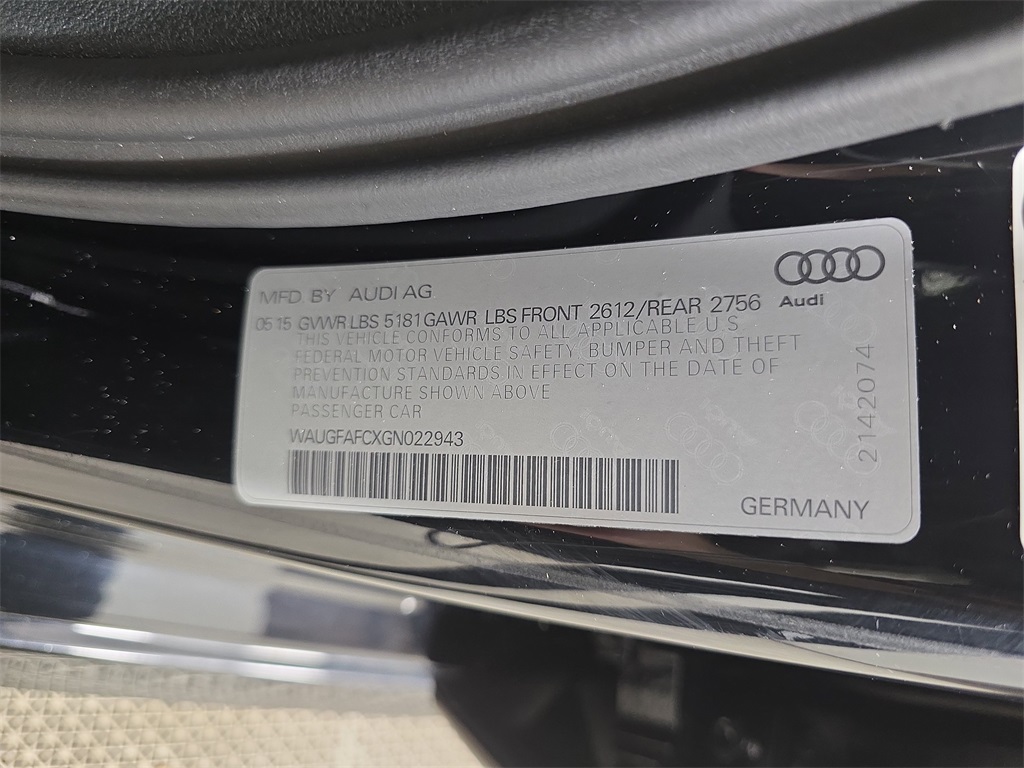 MFD. BY AUDI AG
Audi
05 15 GVWR LBS 5181 GAWR LBS FRONT 2612/REAR 2756
THIS VEHICLE CONFORMS TO ALL APPLICABLE U.S.
FEDERAL MOTOR VEHICLE SAFETY, BUMPER AND THEFT
PREVENTION STANDARDS IN EFFECT ON THE DATE OF
MANUFACTURE SHOWN ABOVE
PASSENGER CAR
WAUGFAFCXGN022943
GERMANY
2142074